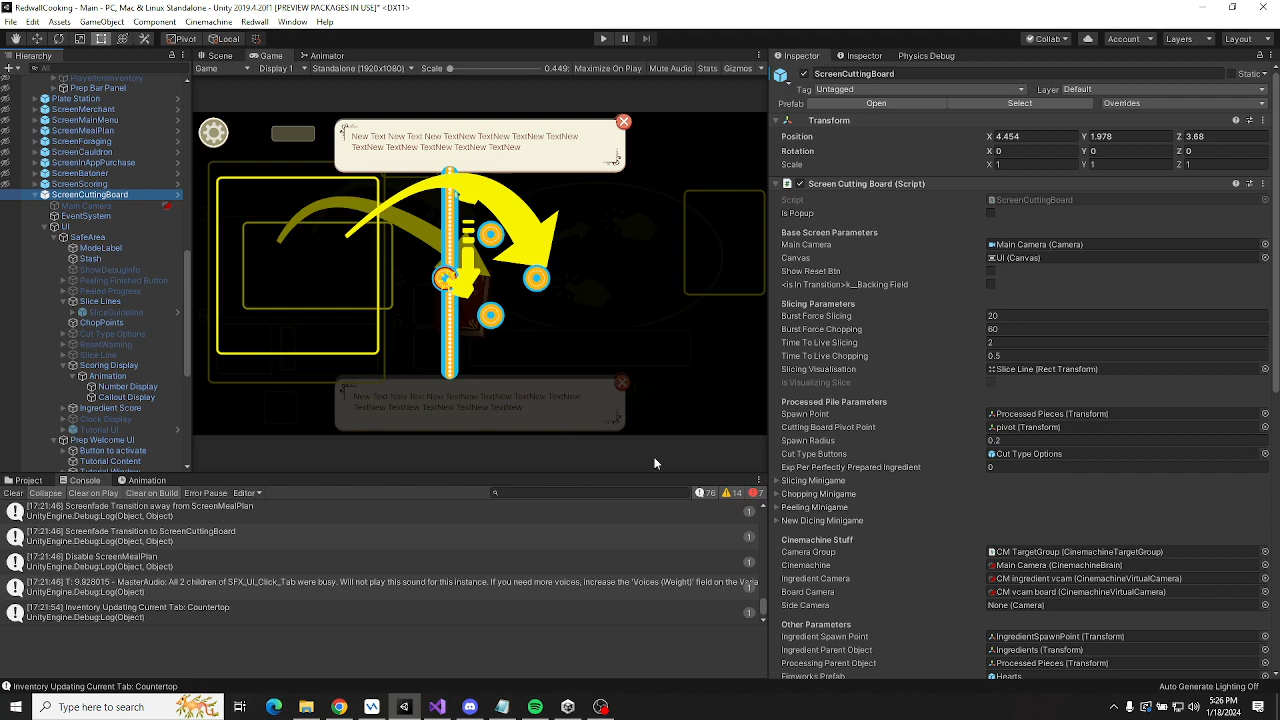 RedwallCooking - Main - PC, Mac & Linux Standalone - Unity 2019.4.20f1 [PREVIEW PACKAGES IN USE]* <DX11>
File Edit Assets GameObject Component Tools Window Help
Pivot Local Collab Account Layers Layout
Hierarchy
All
PlayeItemInventory
Prep Bar Panel
Plate Station
ScreenMerchant
ScreenMainMenu
ScreenMealPlan
ScreenForaging
ScreenCauldron
ScreenInAppPurchase
ScreenBatoner
ScreenScoring
ScreenCuttingBoard
Main Camera
EventSystem
UI
SafeArea
ModeLabel
Stash
ShowDebugInfo
Peeling Finished Button
Peeled Progress
Slice Lines
SliceGuideline
ChopPoints
Cut Type Options
ResetWarning
Slice Line
Scoring Display
Animation
Number Display
Callout Display
Ingredient Score
Clock Display
Tutorial UI
Prep Welcome UI
Button to activate
Tutorial Content
Tutorial Window
Scene Game Animator
Game Display 1 Standalone (1920x1080) Scale 0.449: Maximize On Play Mute Audio Stats Gizmos
New Text New Text New TextNew TextNew TextNew TextNew
TextNew TextNew TextNew TextNew TextNew
New Text New Text New TextNew TextNew TextNew TextNew
TextNew TextNew TextNew TextNew TextNew
Project Console Animation
Clear Collapse Clear on Play Clear on Build Error Pause Editor 76 14 7
[17:21:46] Screenfade Transition away from ScreenMealPlan
UnityEngine.Debug:Log(Object, Object)
1
[17:21:46] Screenfade Transition to ScreenCuttingBoard
UnityEngine.Debug:Log(Object, Object)
1
[17:21:46] Disable ScreenMealPlan
UnityEngine.Debug:Log(Object, Object)
1
[17:21:46] T: 9.928015 - MasterAudio: All 2 children of SFX_UI_Click_Tab were busy. Will not play this sound for this instance. If you need more voices, increase the 'Voices (Weight)' field on the Varia
UnityEngine.Debug:Log(Object, Object)
1
[17:21:54] Inventory Updating Current Tab: Countertop
UnityEngine.Debug:Log(Object, Object)
1
Inspector Inspector Physics Debug
ScreenCuttingBoard Static
Tag Untagged Layer Default
Prefab Open Select Overrides
Transform
Position X 4.454 Y 1.978 Z 3.68
Rotation X 0 Y 0 Z 0
Scale X 1 Y 1 Z 1
Screen Cutting Board (Script)
Script ScreenCuttingBoard
Is Popup
Base Screen Parameters
Main Camera Main Camera (Camera)
Canvas UI (Canvas)
Show Reset Btn
<is In Transition>k__Backing Field
Slicing Parameters
Burst Force Slicing 20
Burst Force Chopping 60
Time To Live Slicing 2
Time To Live Chopping 0.5
Slicing Visualisation Slice Line (Rect Transform)
Is Visualizing Slice
Processed Pile Parameters
Spawn Point Processed Pieces (Transform)
Cutting Board Pivot Point pivot (Transform)
Spawn Radius 0.2
Cut Type Buttons Cut Type Options
Exp Per Perfectly Prepared Ingredient 0
Slicing Minigame
Chopping Minigame
Peeling Minigame
New Dicing Minigame
Cinemachine Stuff
Camera Group CM TargetGroup (CinemachineTargetGroup)
Cinemachine Main Camera (CinemachineBrain)
Ingredient Camera CM ingredient vcam (CinemachineVirtualCamera)
Board Camera CM vcam board (CinemachineVirtualCamera)
Side Camera None (Camera)
Other Parameters
Ingredient Spawn Point IngredientSpawnPoint (Transform)
Ingredient Parent Object Ingredients (Transform)
Processing Parent Object Processed Pieces (Transform)
Fireworks Prefab Hearts
Inventory Updating Current Tab: Countertop
Auto Generate Lighting Off
Type here to search
5:26 PM
1/18/2024